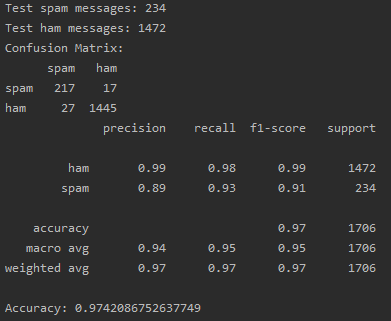 Test spam messages: 234
Test ham messages: 1472
Confusion Matrix:
spam ham
spam 217 17
ham 27 1445
precision recall f1-score support
ham 0.99 0.98 0.99 1472
spam 0.89 0.93 0.91 234
accuracy 0.97 1706
macro avg 0.94 0.95 0.95 1706
weighted avg 0.97 0.97 0.97 1706
Accuracy: 0.9742086752637749